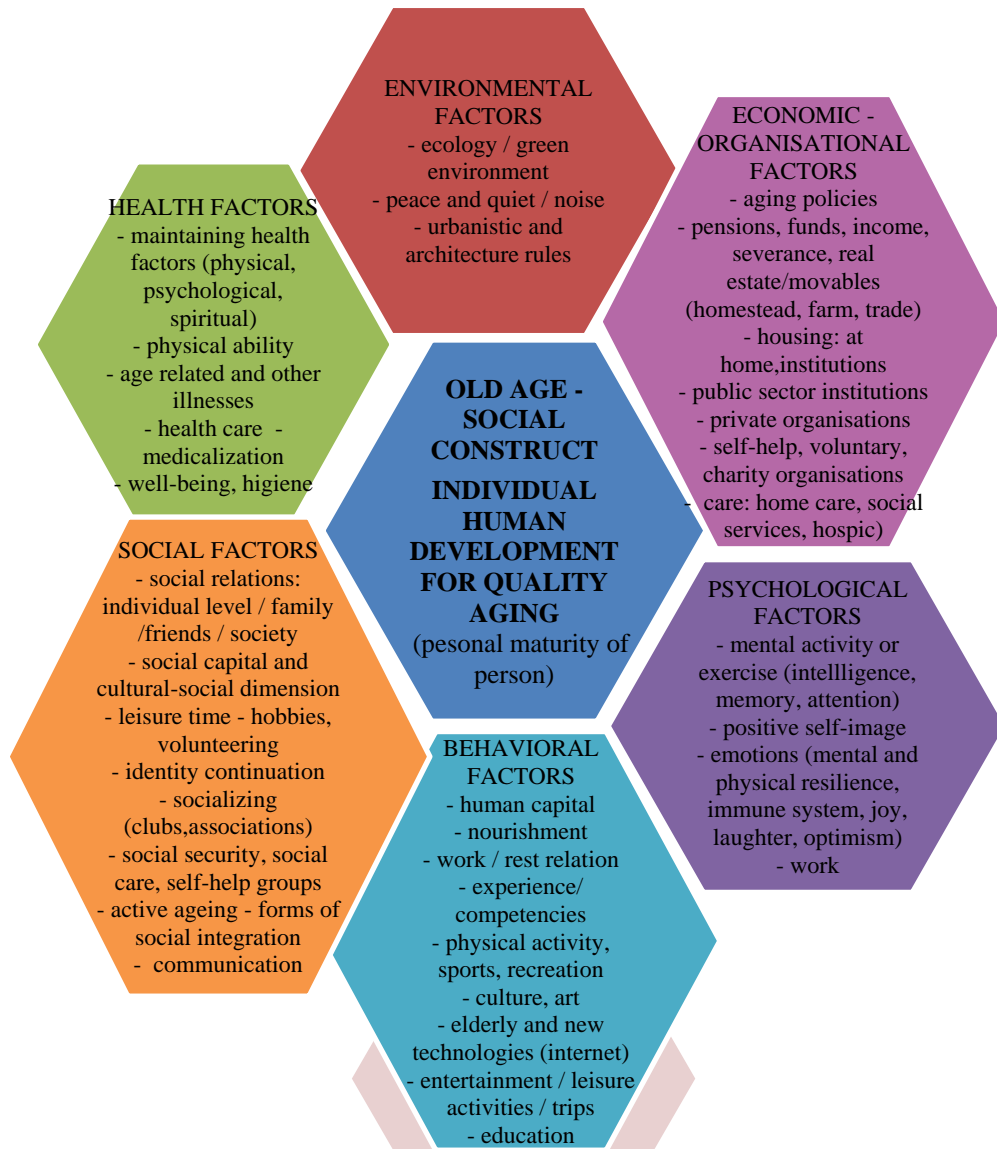 ENVIRONMENTAL
FACTORS
- ecology / green
environment
- peace and quiet / noise
- urbanistic and
architecture rules
ECONOMIC -
ORGANISATIONAL
FACTORS
- aging policies
- pensions, funds, income,
severance, real
estate/movables
(homestead, farm, trade)
- housing: at
home,institutions
- public sector institutions
- private organisations
- self-help, voluntary,
charity organisations
- care: home care, social
services, hospic)
HEALTH FACTORS
- maintaining health
factors (physical,
psychological,
spiritual)
- physical ability
- age related and other
illnesses
- health care -
medicalization
- well-being, higiene
OLD AGE -
SOCIAL
CONSTRUCT
INDIVIDUAL
HUMAN
DEVELOPMENT
FOR QUALITY
AGING
(pesonal maturity of
person)
SOCIAL FACTORS
- social relations:
individual level / family
/friends / society
- social capital and
cultural-social dimension
- leisure time - hobbies,
volunteering
- identity continuation
- socializing
(clubs,associations)
- social security, social
care, self-help groups
- active ageing - forms of
social integration
- communication
PSYCHOLOGICAL
FACTORS
- mental activity or
exercise (intellligence,
memory, attention)
- positive self-image
- emotions (mental and
physical resilience,
immune system, joy,
laughter, optimism)
- work
BEHAVIORAL
FACTORS
- human capital
- nourishment
- work / rest relation
- experience/
competencies
- physical activity,
sports, recreation
- culture, art
- elderly and new
technologies (internet)
- entertainment / leisure
activities / trips
- education